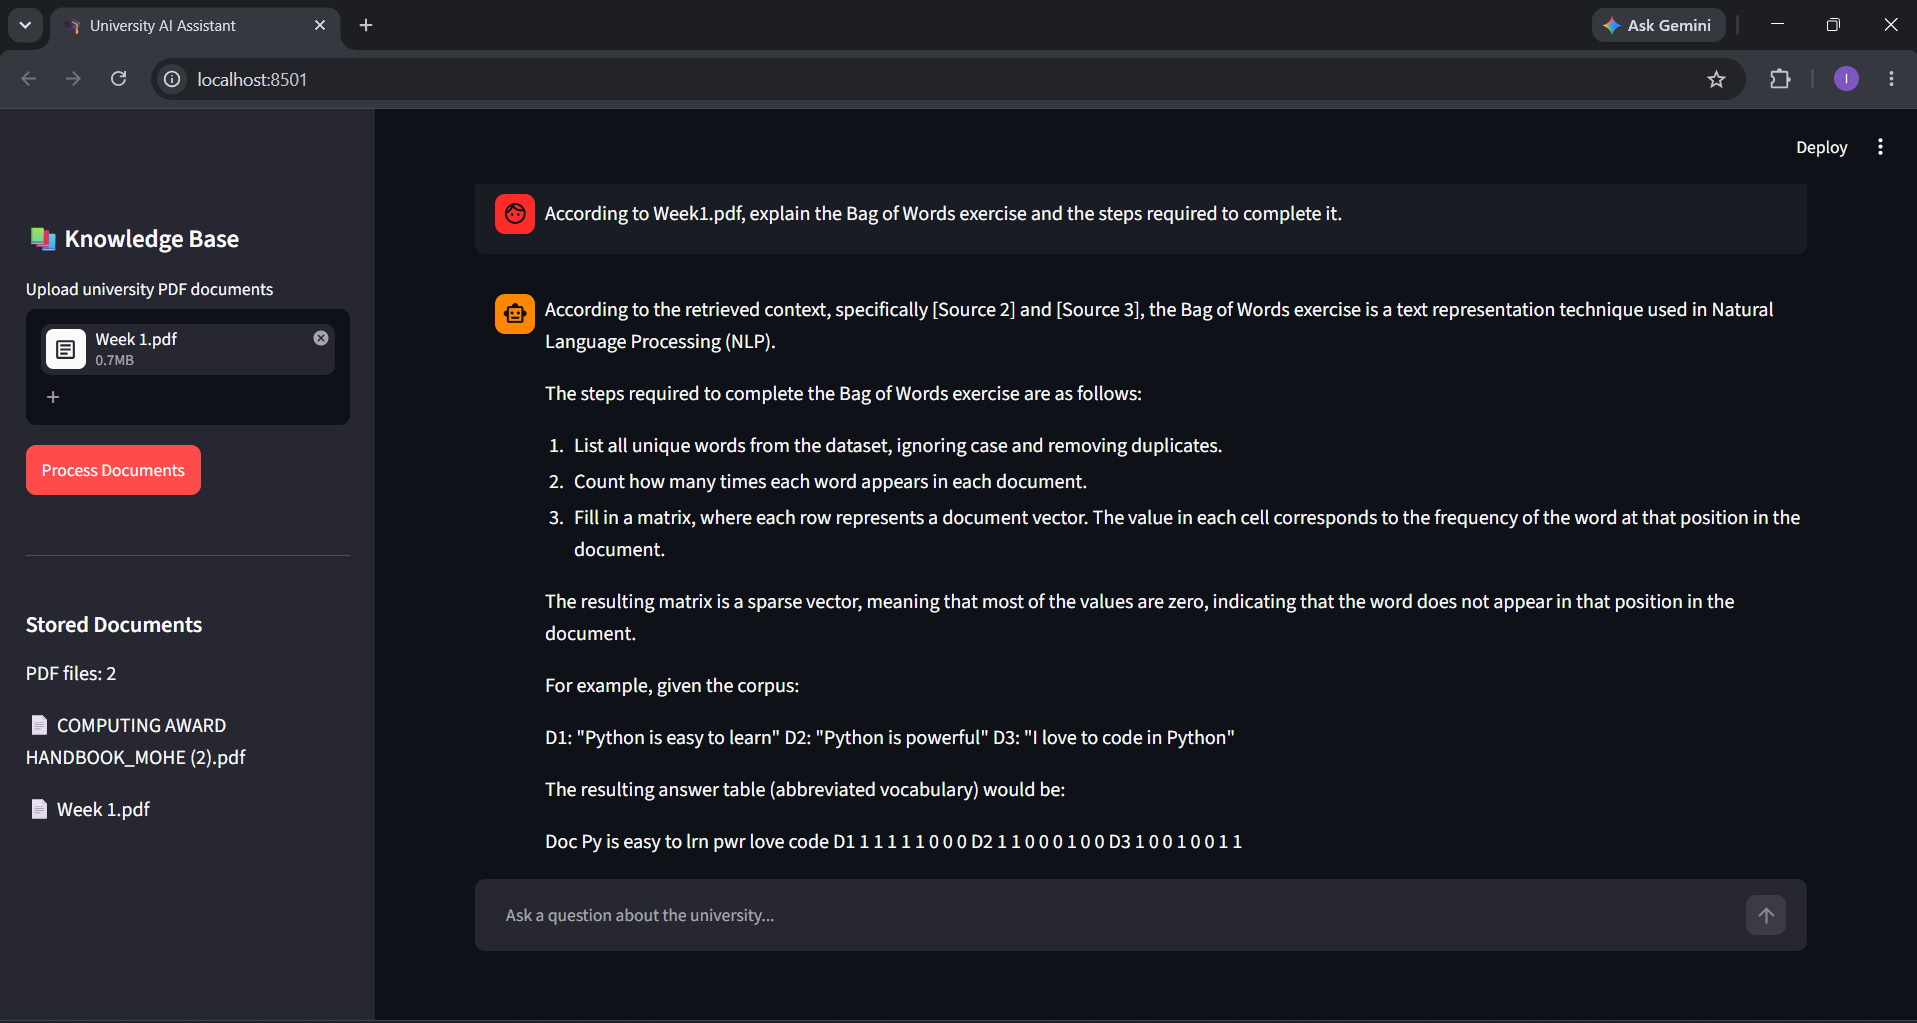 University AI Assistant
Ask Gemini
localhost:8501
I
Deploy
Knowledge Base
Upload university PDF documents
Week 1.pdf
0.7MB
Process Documents
Stored Documents
PDF files: 2
COMPUTING AWARD
HANDBOOK_MOHE (2).pdf
Week 1.pdf
According to Week1.pdf, explain the Bag of Words exercise and the steps required to complete it.
According to the retrieved context, specifically [Source 2] and [Source 3], the Bag of Words exercise is a text representation technique used in Natural
Language Processing (NLP).
The steps required to complete the Bag of Words exercise are as follows:
1. List all unique words from the dataset, ignoring case and removing duplicates.
2. Count how many times each word appears in each document.
3. Fill in a matrix, where each row represents a document vector. The value in each cell corresponds to the frequency of the word at that position in the
document.
The resulting matrix is a sparse vector, meaning that most of the values are zero, indicating that the word does not appear in that position in the
document.
For example, given the corpus:
D1: "Python is easy to learn" D2: "Python is powerful" D3: "I love to code in Python"
The resulting answer table (abbreviated vocabulary) would be:
Doc Py is easy to lrn pwr love code D1 1 1 1 1 1 0 0 0 D2 1 1 0 0 0 1 0 0 D3 1 0 0 1 0 0 1 1
Ask a question about the university...